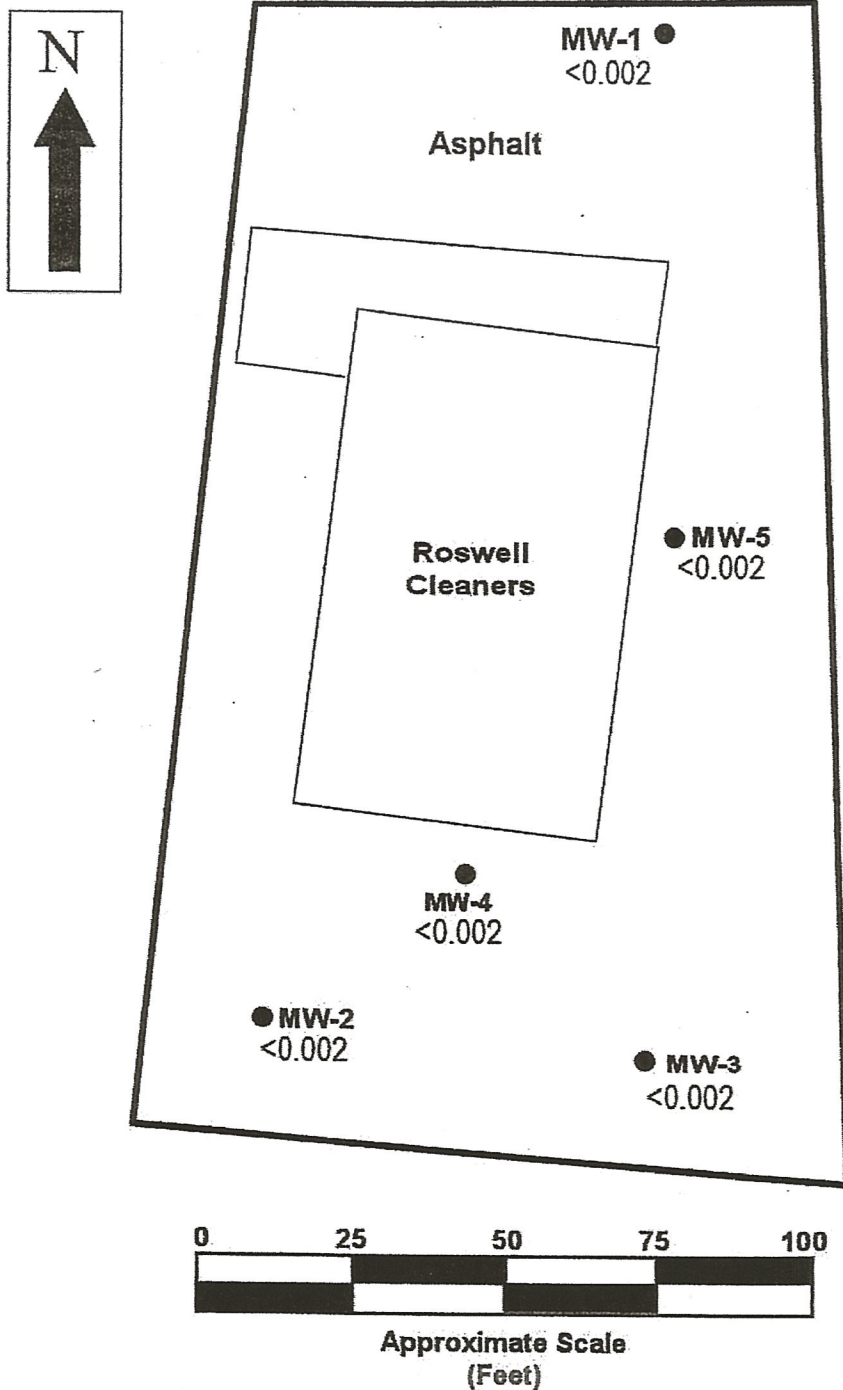 N
MW-1
<0.002
Asphalt
Roswell
Cleaners
MW-5
<0.002
MW-4
<0.002
MW-2
<0.002
MW-3
<0.002
0 25 50 75 100
Approximate Scale
(Feet)